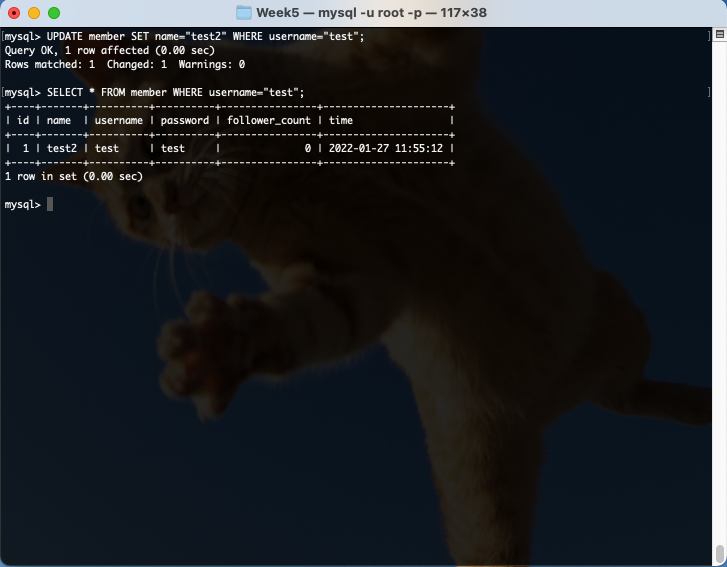 Week5 — mysql -u root -p — 117×38
[mysql> UPDATE member SET name="test2" WHERE username="test"; ]
Query OK, 1 row affected (0.00 sec)
Rows matched: 1  Changed: 1  Warnings: 0
[mysql> SELECT * FROM member WHERE username="test"; ]
+----+-------+----------+----------+----------------+---------------------+
| id | name  | username | password | follower_count | time                |
+----+-------+----------+----------+----------------+---------------------+
|  1 | test2 | test     | test     |              0 | 2022-01-27 11:55:12 |
+----+-------+----------+----------+----------------+---------------------+
1 row in set (0.00 sec)
mysql>